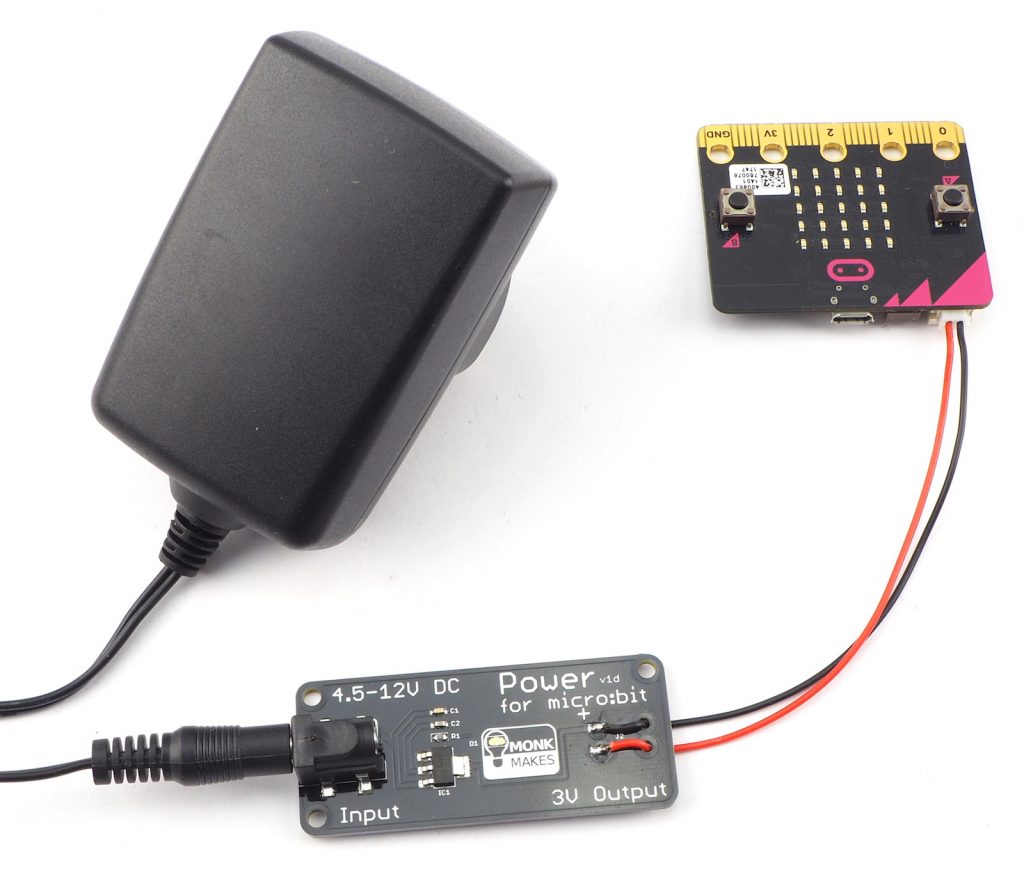 GND 3V 2 1 0
A
B
4.5-12V DC
Power v1d
for micro:bit
+
C1
C2
R1
D1
J2
MONK
MAKES
IC1
3V Output
Input